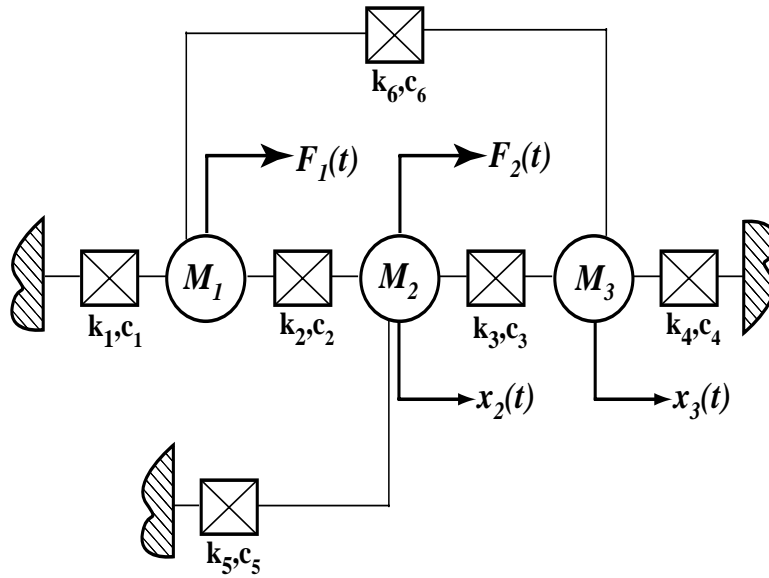 k6,c6
F1(t)
F2(t)
M1
M2
M3
k1,c1
k2,c2
k3,c3
k4,c4
x2(t)
x3(t)
k5,c5